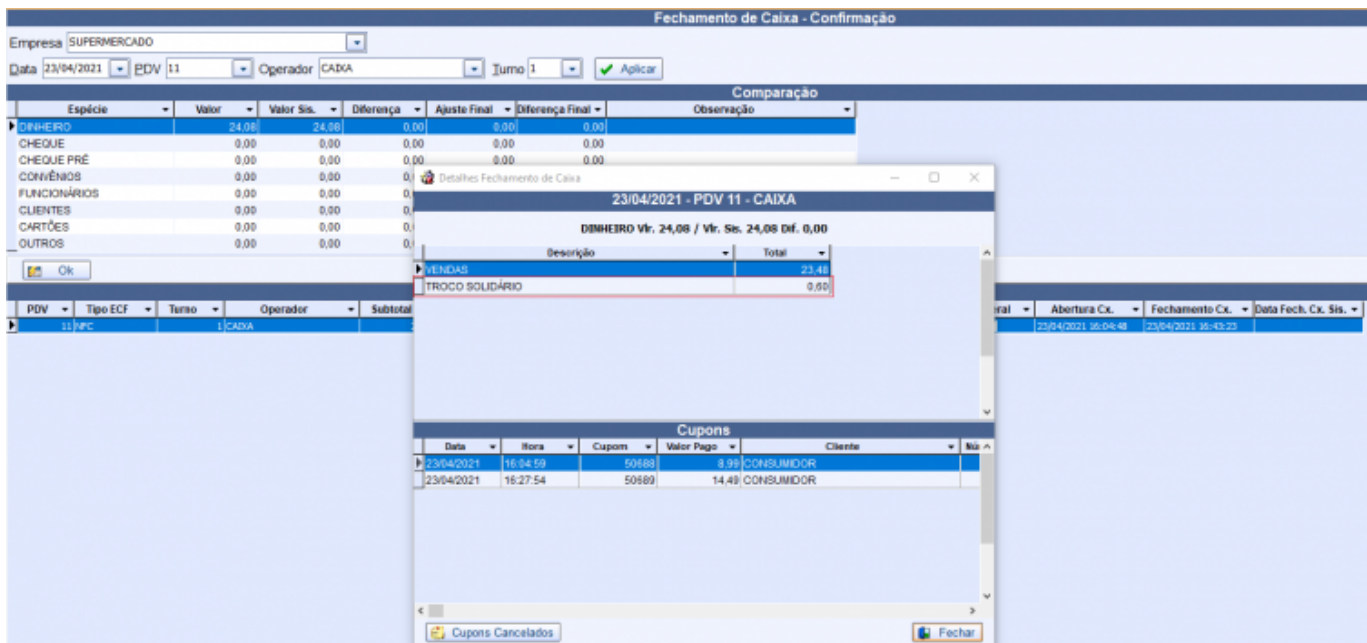 Fechamento de Caixa - Confirmação
Empresa SUPERMERCADO
Data 23/04/2021 PDV 11 Operador CAIXA Turno 1 Aplicar
Comparação
Espécie Valor Valor Sis. Diferença Ajuste Final Diferença Final Observação
DINHEIRO 24,08 24,08 0,00 0,00 0,00
CHEQUE 0,00 0,00 0,00 0,00 0,00
CHEQUE PRÉ 0,00 0,00 0,00 0,00 0,00
CONVÊNIOS 0,00 0,00 0,
FUNCIONÁRIOS 0,00 0,00 0,
CLIENTES 0,00 0,00 0,
CARTÕES 0,00 0,00 0,
OUTROS 0,00 0,00 0,
Ok
PDV Tipo ECF Turno Operador Subtotal
11 NFC 1 CAIXA
Detalhes Fechamento de Caixa
23/04/2021 - PDV 11 - CAIXA
DINHEIRO Vlr. 24,08 / Vlr. Sis. 24,08 Dif. 0,00
Descrição Total
VENDAS 23,48
TROCO SOLIDÁRIO 0,60
Cupons
Data Hora Cupom Valor Pago Cliente
23/04/2021 16:04:59 50688 8,99 CONSUMIDOR
23/04/2021 16:27:54 50689 14,49 CONSUMIDOR
Cupons Cancelados Fechar
eral Abertura Cx. Fechamento Cx. Data Fech. Cx. Sis.
23/04/2021 16:04:48 23/04/2021 16:43:23